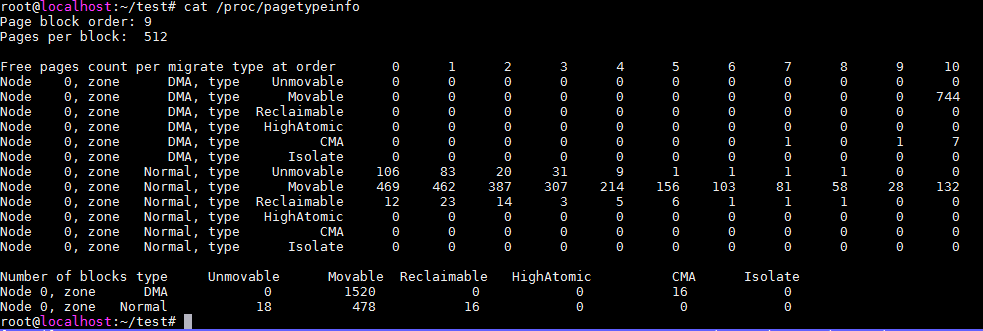 root@localhost:~/test# cat /proc/pagetypeinfo
Page block order: 9
Pages per block:  512

Free pages count per migrate type at order       0      1      2      3      4      5      6      7      8      9     10
Node    0, zone      DMA, type    Unmovable      0      0      0      0      0      0      0      0      0      0      0
Node    0, zone      DMA, type      Movable      0      0      0      0      0      0      0      0      0      0    744
Node    0, zone      DMA, type  Reclaimable      0      0      0      0      0      0      0      0      0      0      0
Node    0, zone      DMA, type   HighAtomic      0      0      0      0      0      0      0      0      0      0      0
Node    0, zone      DMA, type          CMA      0      0      0      0      0      0      0      1      0      1      7
Node    0, zone      DMA, type      Isolate      0      0      0      0      0      0      0      0      0      0      0
Node    0, zone   Normal, type    Unmovable    106     83     20     31      9      1      1      1      1      0      0
Node    0, zone   Normal, type      Movable    469    462    387    307    214    156    103     81     58     28    132
Node    0, zone   Normal, type  Reclaimable     12     23     14      3      5      6      1      1      1      0      0
Node    0, zone   Normal, type   HighAtomic      0      0      0      0      0      0      0      0      0      0      0
Node    0, zone   Normal, type          CMA      0      0      0      0      0      0      0      0      0      0      0
Node    0, zone   Normal, type      Isolate      0      0      0      0      0      0      0      0      0      0      0

Number of blocks type     Unmovable      Movable  Reclaimable   HighAtomic          CMA      Isolate
Node 0, zone      DMA            0         1520            0            0           16            0
Node 0, zone   Normal           18          478           16            0            0            0
root@localhost:~/test#